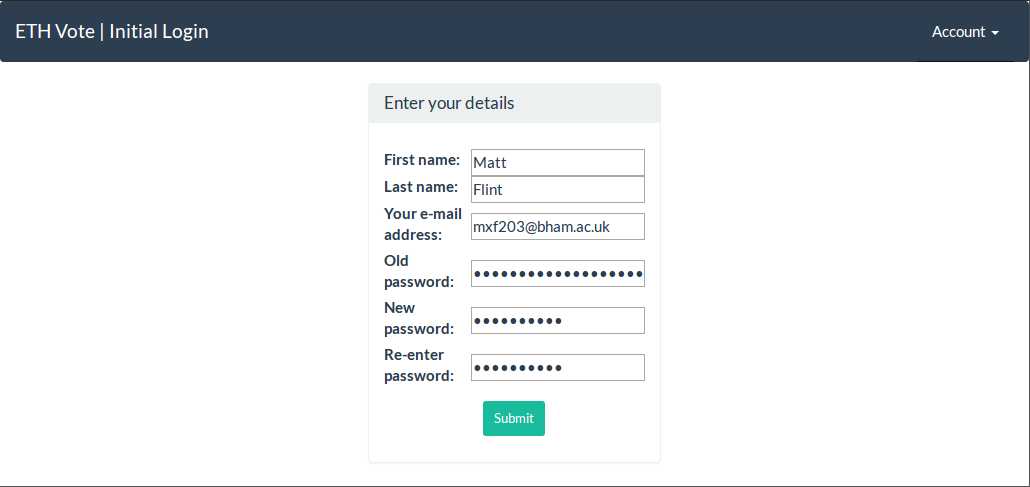 ETH Vote | Initial Login
Account
Enter your details
First name: Matt
Last name: Flint
Your e-mail
address: mxf203@bham.ac.uk
Old
password: •••••••••••••••••••
New
password: ••••••••••
Re-enter
password: ••••••••••
Submit